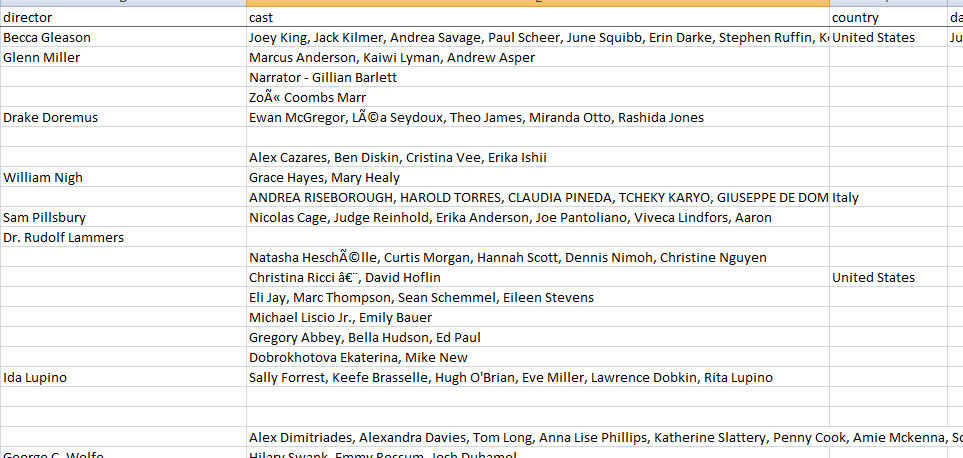 director cast country da
Becca Gleason Joey King, Jack Kilmer, Andrea Savage, Paul Scheer, June Squibb, Erin Darke, Stephen Ruffin, Ke United States Ju
Glenn Miller Marcus Anderson, Kaiwi Lyman, Andrew Asper
Narrator - Gillian Barlett
ZoÃ« Coombs Marr
Drake Doremus Ewan McGregor, LÃ©a Seydoux, Theo James, Miranda Otto, Rashida Jones
Alex Cazares, Ben Diskin, Cristina Vee, Erika Ishii
William Nigh Grace Hayes, Mary Healy
ANDREA RISEBOROUGH, HAROLD TORRES, CLAUDIA PINEDA, TCHEKY KARYO, GIUSEPPE DE DOM Italy
Sam Pillsbury Nicolas Cage, Judge Reinhold, Erika Anderson, Joe Pantoliano, Viveca Lindfors, Aaron
Dr. Rudolf Lammers
Natasha HeschÃ©lle, Curtis Morgan, Hannah Scott, Dennis Nimoh, Christine Nguyen
Christina Ricci â€¨, David Hoflin United States
Eli Jay, Marc Thompson, Sean Schemmel, Eileen Stevens
Michael Liscio Jr., Emily Bauer
Gregory Abbey, Bella Hudson, Ed Paul
Dobrokhotova Ekaterina, Mike New
Ida Lupino Sally Forrest, Keefe Brasselle, Hugh O'Brian, Eve Miller, Lawrence Dobkin, Rita Lupino
Alex Dimitriades, Alexandra Davies, Tom Long, Anna Lise Phillips, Katherine Slattery, Penny Cook, Amie Mckenna, Sc
George C. Wolfe Hilary Swank, Emmy Rossum, Josh Duhamel